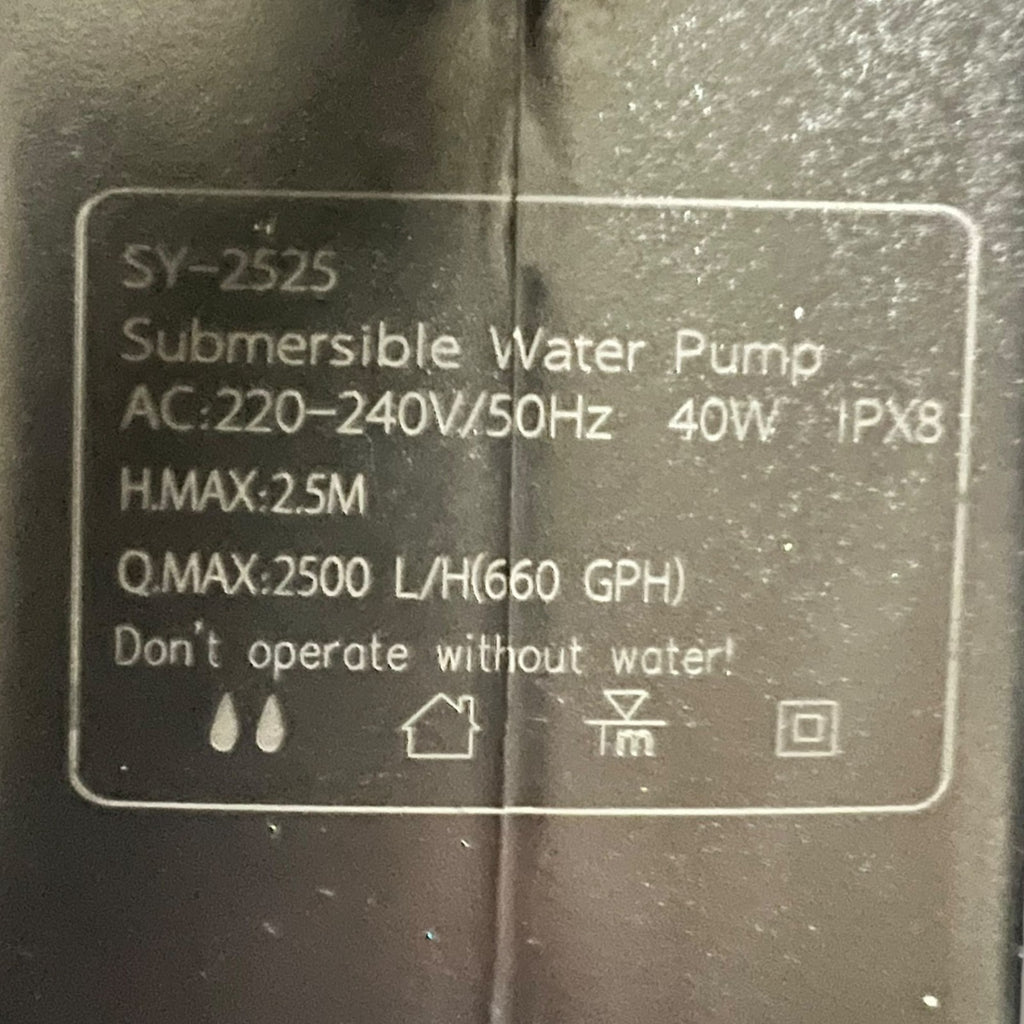 SY-2525
Submersible Water Pump
AC:220-240V/50Hz 40W IPX8
H.MAX:2.5M
Q.MAX:2500 L/H(660 GPH)
Don't operate without water!
1m